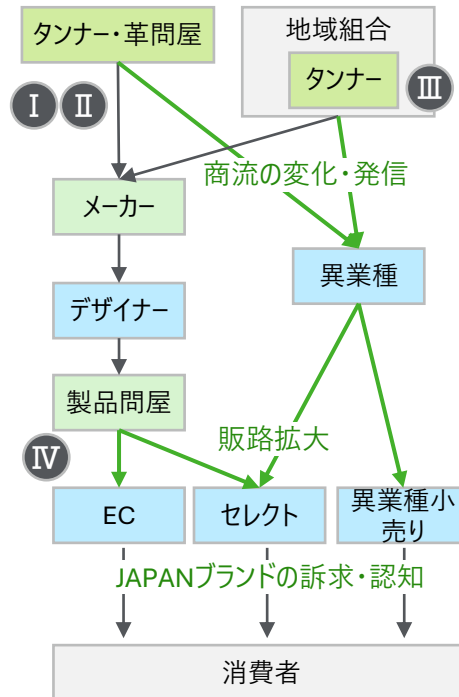 タンナー・革問屋
地域組合
タンナー
Ⅰ
Ⅱ
Ⅲ
商流の変化・発信
メーカー
異業種
デザイナー
製品問屋
販路拡大
Ⅳ
EC
セレクト
異業種小
売り
JAPANブランドの訴求・認知
消費者